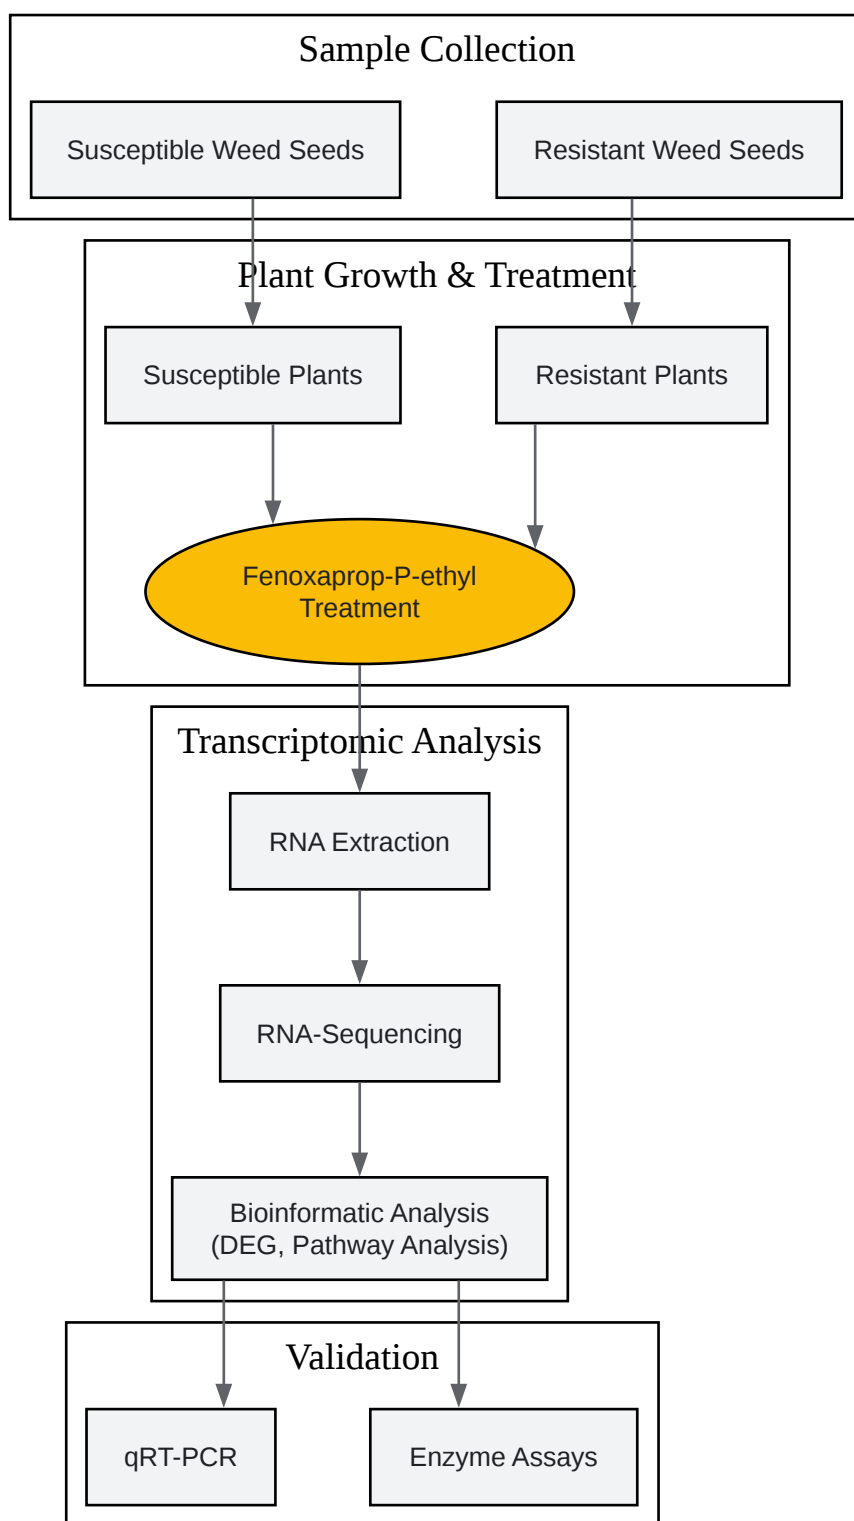 Sample Collection
Susceptible Weed Seeds
Resistant Weed Seeds
Plant Growth & Treatment
Susceptible Plants
Resistant Plants
Fenoxaprop-P-ethyl
Treatment
Transcriptomic Analysis
RNA Extraction
RNA-Sequencing
Bioinformatic Analysis
(DEG, Pathway Analysis)
Validation
qRT-PCR
Enzyme Assays